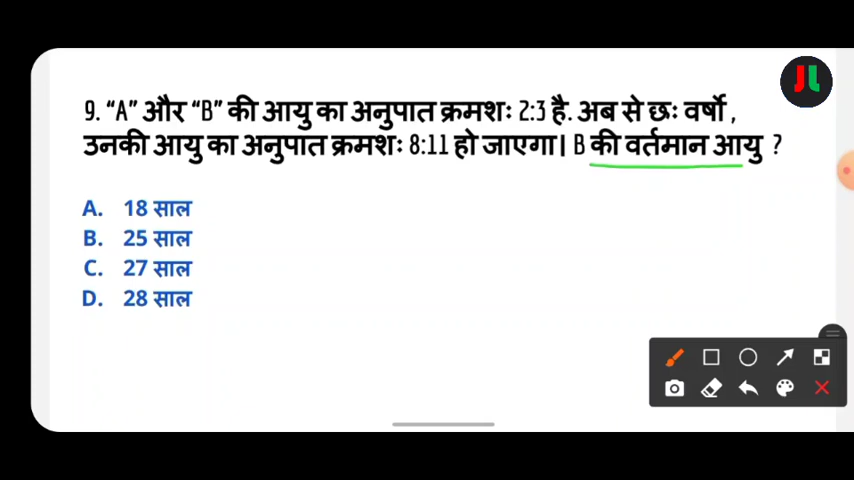 9. “A” और “B” की आयु का अनुपात क्रमशः 2:3 है. अब से छः वर्षो ,
उनकी आयु का अनुपात क्रमशः 8:11 हो जाएगा। B की वर्तमान आयु ?
A. 18 साल
B. 25 साल
C. 27 साल
D. 28 साल